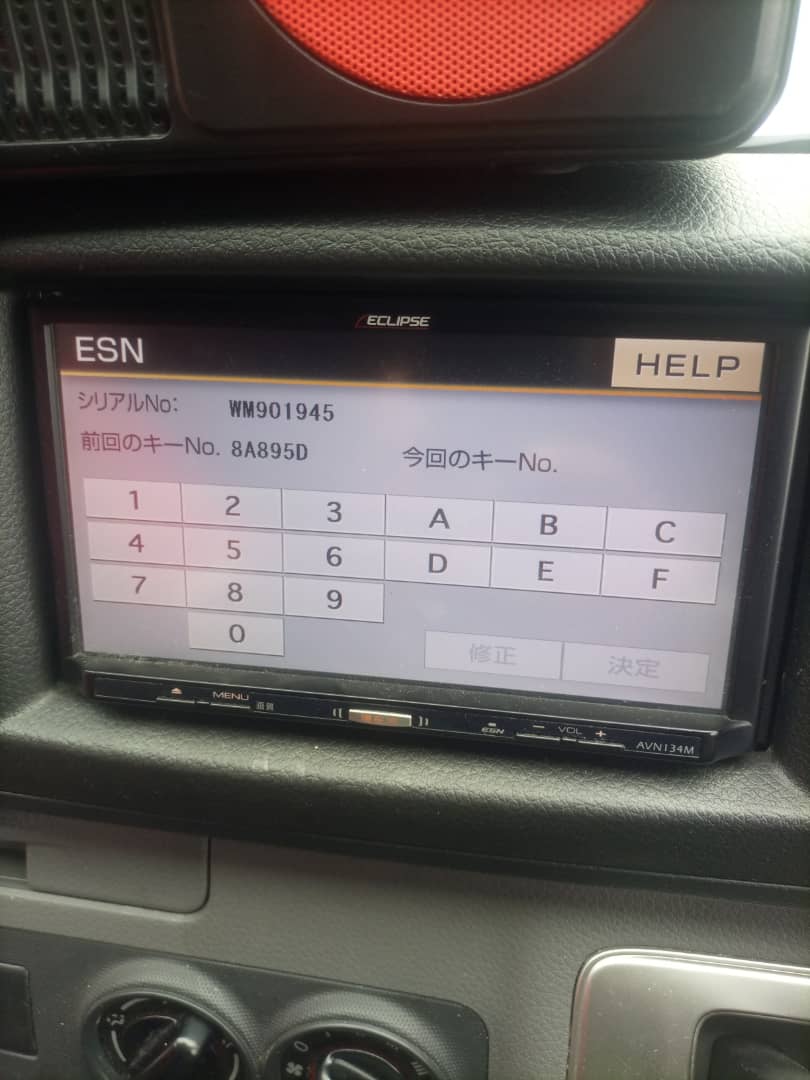 ECLIPSE
ESN HELP
シリアルNo: WM901945
前回のキーNo. 8A895D 今回のキーNo.
1 2 3 A B C
4 5 6 D E F
7 8 9
0 修正 決定
MENU 画質 ESN − VOL +
AVN134M